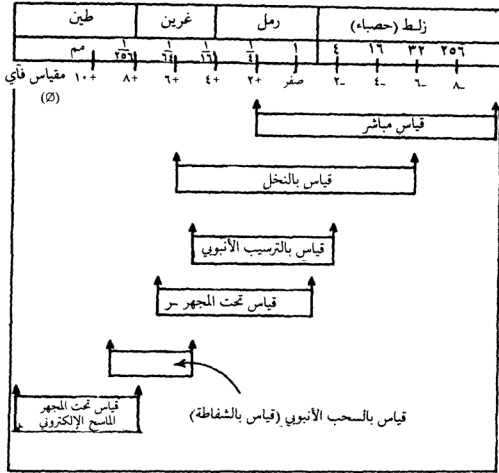 زلط (حصباء) رمل غرين طين
٢٥٦ ٣٢ ١٦ ٤ ١ ١/٤ ١/١٦ ١/٦٤ ١/٢٥٦ مم
٨- ٦- ٤- ٢- صفر ٢+ ٤+ ٦+ ٨+ ١٠+ مقياس فاي
(Ø)
قياس مباشر
قياس بالنخل
قياس بالترسيب الأنبوبي
قياس تحت المجهر
قياس بالسحب الأنبوبي (قياس بالشفاطة)
قياس تحت المجهر
الماسح الإلكتروني